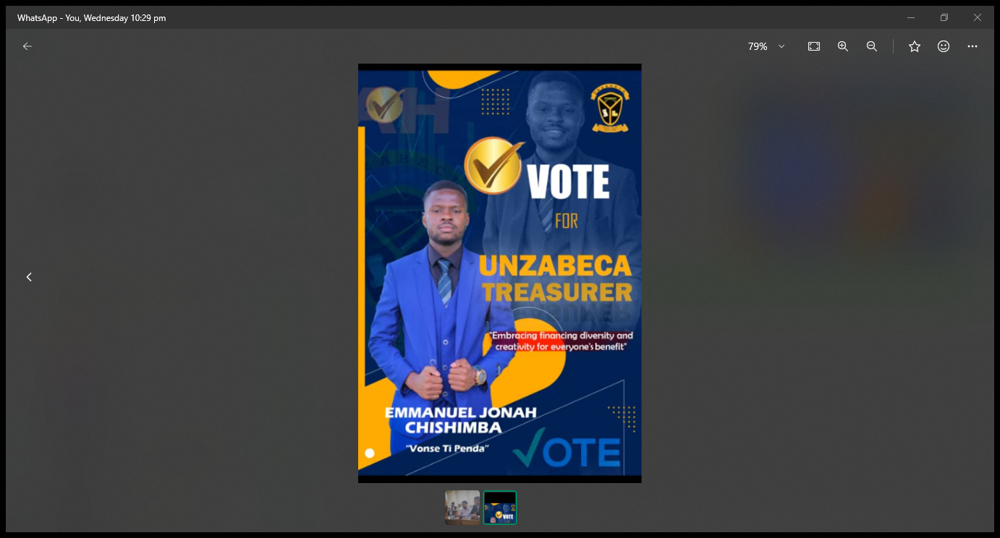 WhatsApp - You, Wednesday 10:29 pm
79%
VOTE
FOR
UNZABECA
TREASURER
"Embracing financing diversity and
creativity for everyone's benefit"
EMMANUEL JONAH
CHISHIMBA
"Vonse Ti Penda"
VOTE